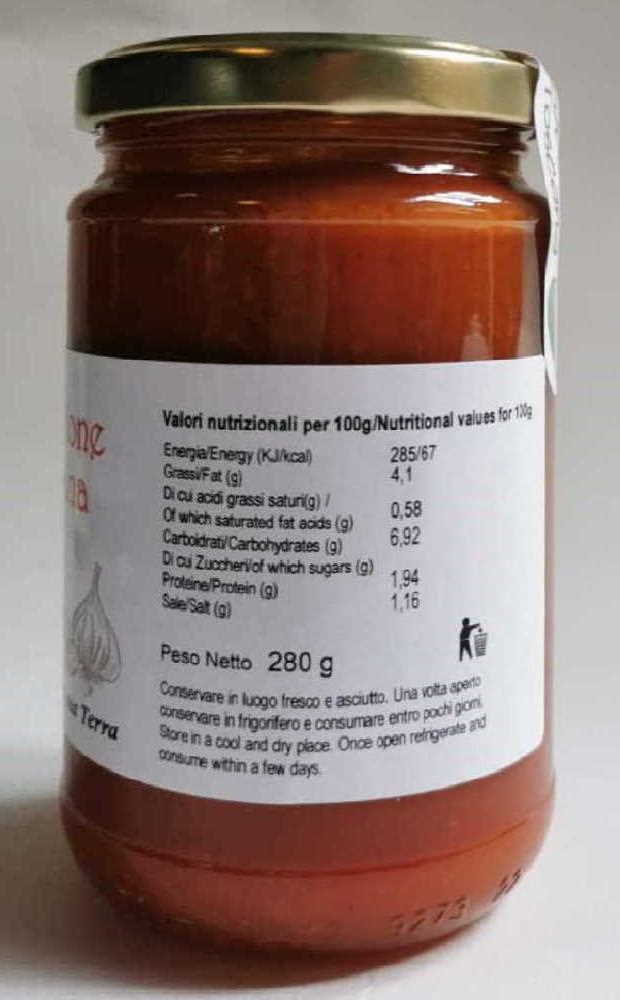 one
na
Valori nutrizionali per 100g/Nutritional values for 100g
Energia/Energy (KJ/kcal) 285/67
Grassi/Fat (g) 4,1
Di cui acidi grassi saturi(g) /
Of which saturated fat acids (g) 0,58
Carboidrati/Carbohydrates (g) 6,92
Di cui Zuccheri/of which sugars (g)
Proteine/Protein (g) 1,94
Sale/Salt (g) 1,16
Peso Netto 280 g
Conservare in luogo fresco e asciutto. Una volta aperto
conservare in frigorifero e consumare entro pochi giorni.
Store in a cool and dry place. Once open refrigerate and
consume within a few days.
Terra